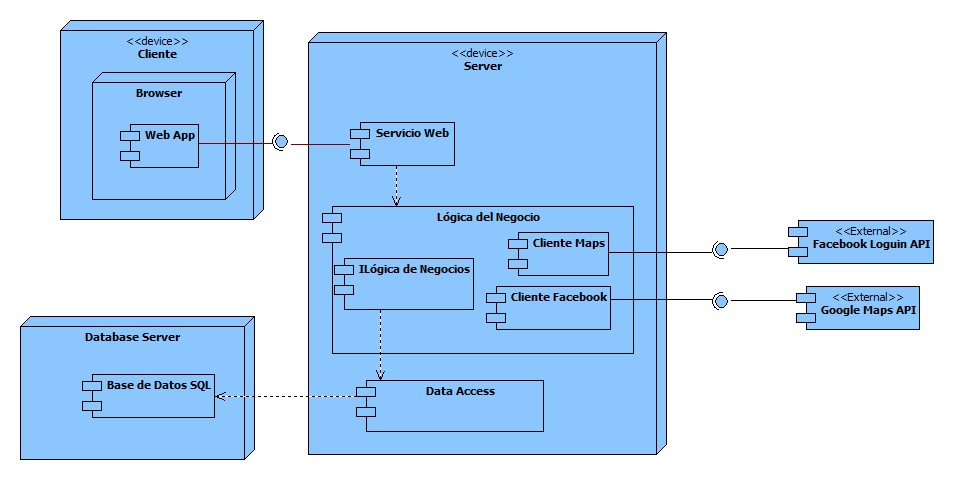 <<device>>
Cliente
Browser
Web App
<<device>>
Server
Servicio Web
Lógica del Negocio
Cliente Maps
ILógica de Negocios
Cliente Facebook
Data Access
<<External>>
Facebook Loguin API
<<External>>
Google Maps API
Database Server
Base de Datos SQL